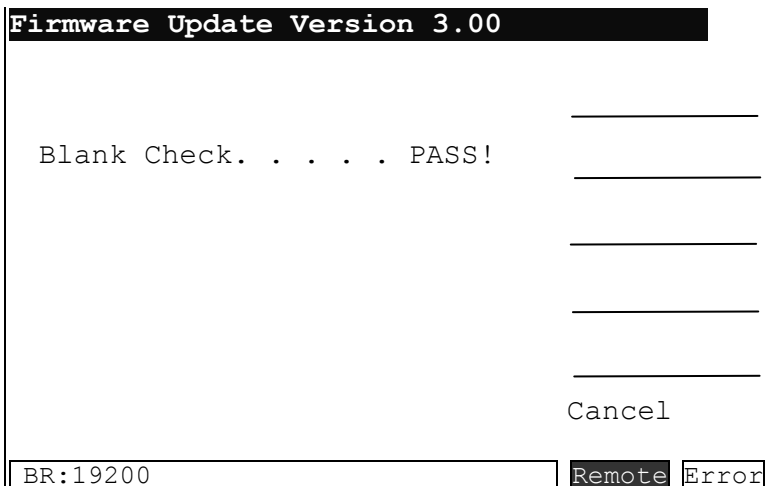 Firmware Update Version 3.00
Blank Check. . . . . PASS!
Cancel
BR:19200 Remote Error